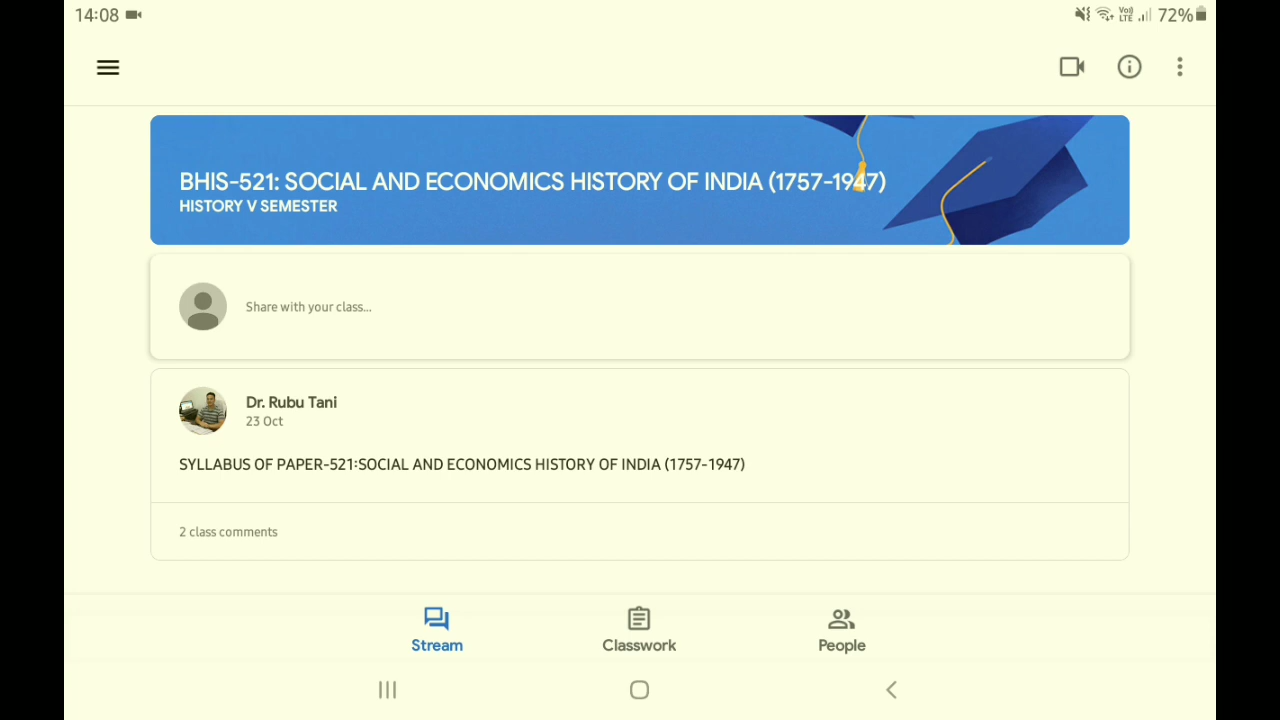 14:08
Vo) LTE 72%
BHIS-521: SOCIAL AND ECONOMICS HISTORY OF INDIA (1757-1947)
HISTORY V SEMESTER
Share with your class...
Dr. Rubu Tani
23 Oct
SYLLABUS OF PAPER-521:SOCIAL AND ECONOMICS HISTORY OF INDIA (1757-1947)
2 class comments
Stream Classwork People